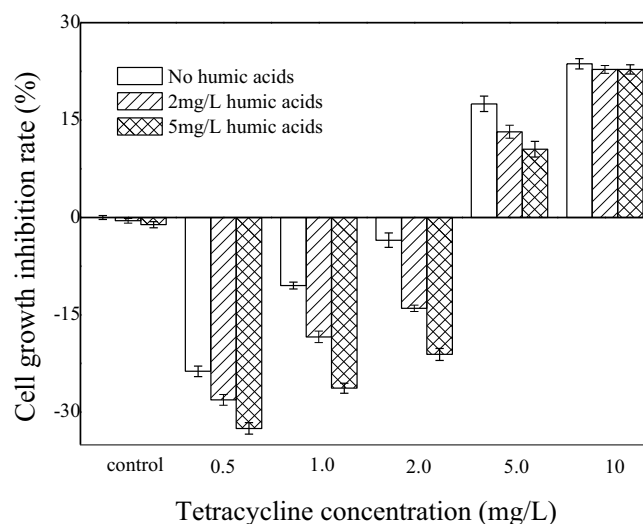 30
15
0
-15
-30
Cell growth inhibition rate (%)
No humic acids
2mg/L humic acids
5mg/L humic acids
control 0.5 1.0 2.0 5.0 10
Tetracycline concentration (mg/L)